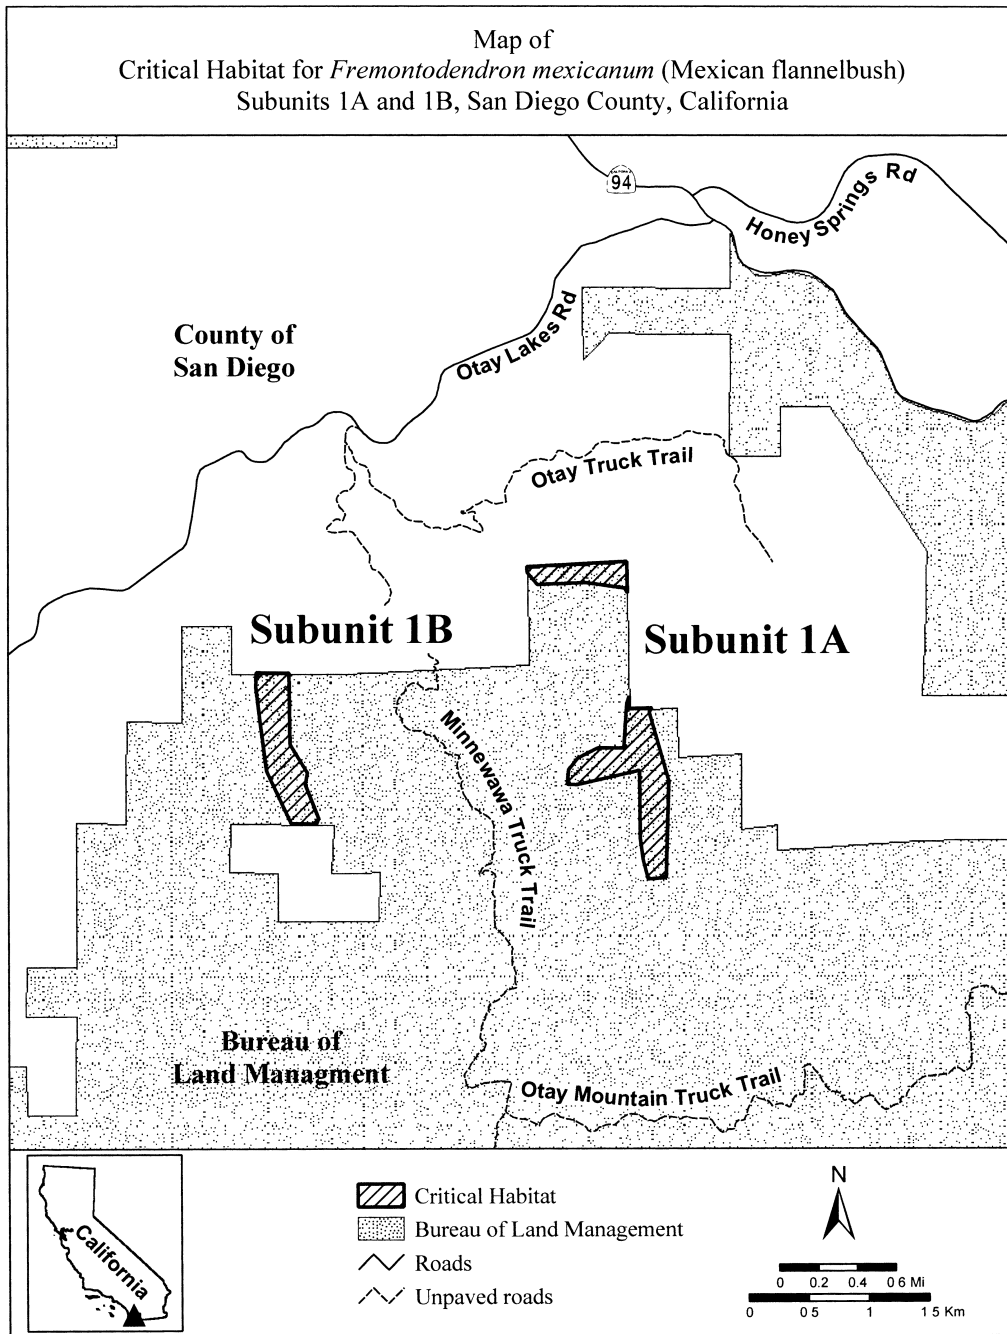 Map of
Critical Habitat for Fremontodendron mexicanum (Mexican flannelbush)
Subunits 1A and 1B, San Diego County, California
94
Honey Springs Rd
Otay Lakes Rd
County of
San Diego
Otay Truck Trail
Subunit 1B
Subunit 1A
Minnewawa Truck Trail
Bureau of
Land Managment
Otay Mountain Truck Trail
California
Critical Habitat
Bureau of Land Management
Roads
Unpaved roads
N
0 0.2 0.4 0 6 Mi
0 0 5 1 1 5 Km